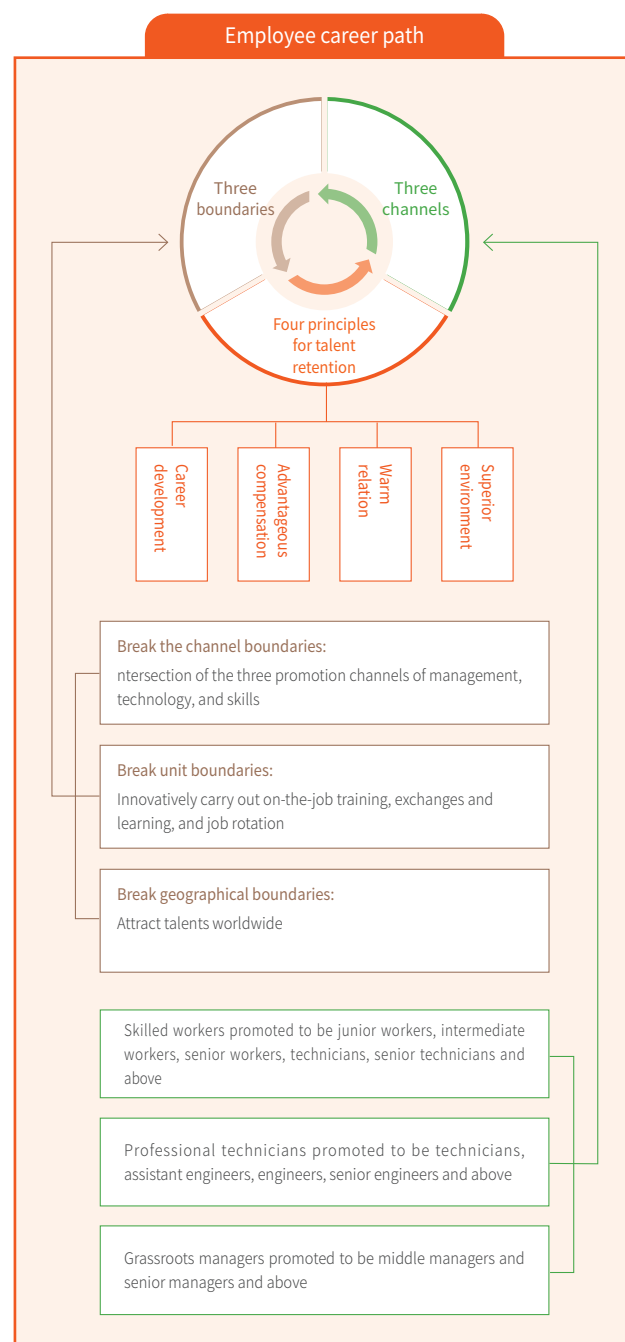 Employee career path
Three
boundaries
Three
channels
Four principles
for talent
retention
Career
development
Advantageous
compensation
Warm
relation
Superior
environment
Break the channel boundaries:
ntersection of the three promotion channels of management,
technology, and skills
Break unit boundaries:
Innovatively carry out on-the-job training, exchanges and
learning, and job rotation
Break geographical boundaries:
Attract talents worldwide
Skilled workers promoted to be junior workers, intermediate
workers, senior workers, technicians, senior technicians and
above
Professional technicians promoted to be technicians,
assistant engineers, engineers, senior engineers and above
Grassroots managers promoted to be middle managers and
senior managers and above